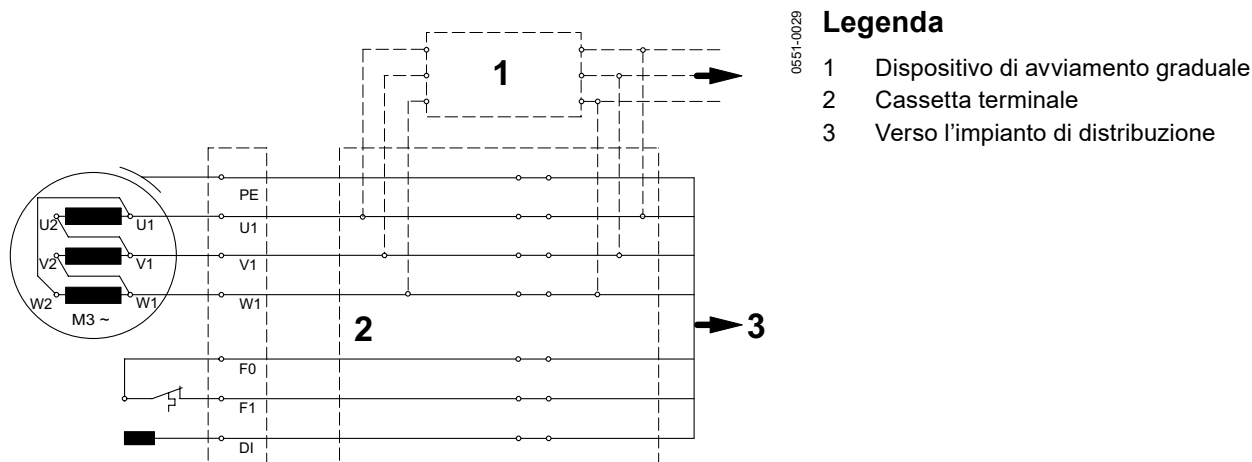 0551-0029
Legenda
1 Dispositivo di avviamento graduale
2 Cassetta terminale
3 Verso l'impianto di distribuzione
1
PE
U2 U1 U1
V2 V1 V1
W2 W1 W1
M3 ~
2
3
F0
F1
DI